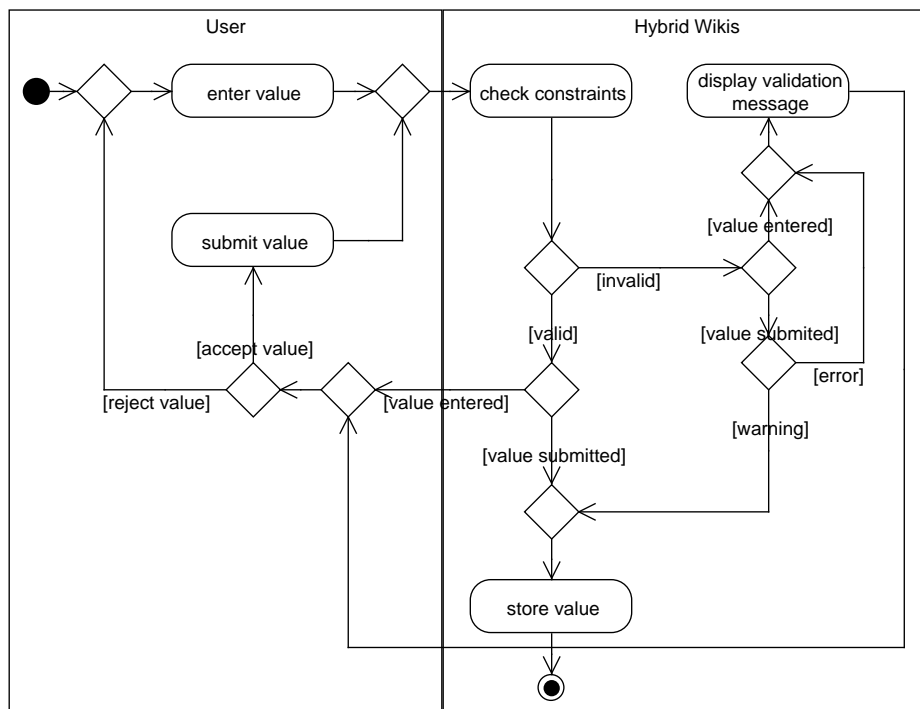 User
Hybrid Wikis
enter value
check constraints
display validation
message
[value entered]
submit value
[invalid]
[valid]
[value submited]
[accept value]
[error]
[reject value]
[value entered]
[warning]
[value submitted]
store value